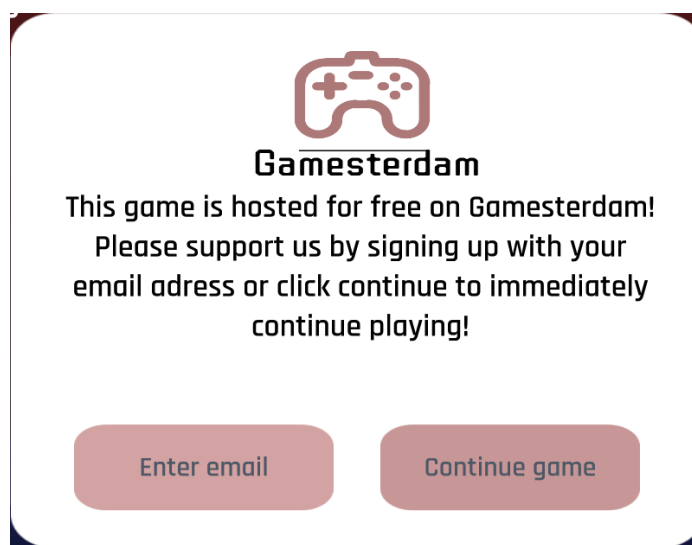 Gamesterdam
This game is hosted for free on Gamesterdam!
Please support us by signing up with your
email adress or click continue to immediately
continue playing!
Enter email
Continue game